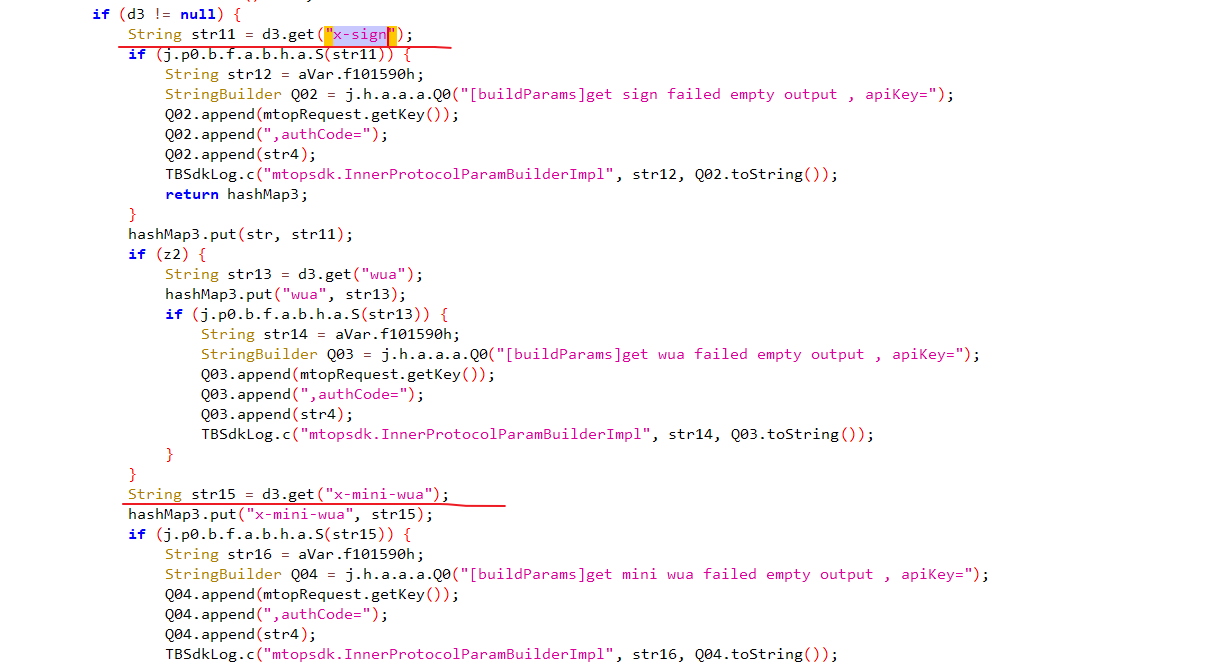 if (d3 != null) {
String str11 = d3.get("x-sign");
if (j.p0.b.f.a.b.h.a.S(str11)) {
String str12 = aVar.f101590h;
StringBuilder Q02 = j.h.a.a.a.Q0("[buildParams]get sign failed empty output , apiKey=");
Q02.append(mtopRequest.getKey());
Q02.append(",authCode=");
Q02.append(str4);
TBSdkLog.c("mtopsdk.InnerProtocolParamBuilderImpl", str12, Q02.toString());
return hashMap3;
}
hashMap3.put(str, str11);
if (z2) {
String str13 = d3.get("wua");
hashMap3.put("wua", str13);
if (j.p0.b.f.a.b.h.a.S(str13)) {
String str14 = aVar.f101590h;
StringBuilder Q03 = j.h.a.a.a.Q0("[buildParams]get wua failed empty output , apiKey=");
Q03.append(mtopRequest.getKey());
Q03.append(",authCode=");
Q03.append(str4);
TBSdkLog.c("mtopsdk.InnerProtocolParamBuilderImpl", str14, Q03.toString());
}
}
String str15 = d3.get("x-mini-wua");
hashMap3.put("x-mini-wua", str15);
if (j.p0.b.f.a.b.h.a.S(str15)) {
String str16 = aVar.f101590h;
StringBuilder Q04 = j.h.a.a.a.Q0("[buildParams]get mini wua failed empty output , apiKey=");
Q04.append(mtopRequest.getKey());
Q04.append(",authCode=");
Q04.append(str4);
TBSdkLog.c("mtopsdk.InnerProtocolParamBuilderImpl", str16, Q04.toString());